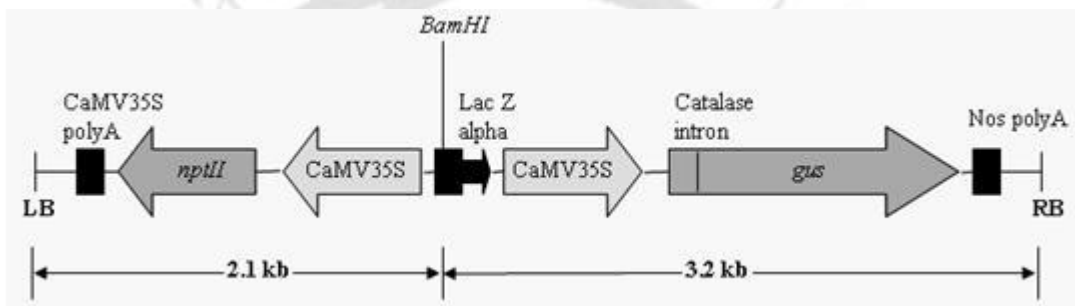 BamHI
CaMV35S
polyA
Lac Z
alpha
Catalase
intron
Nos polyA
nptII
CaMV35S
CaMV35S
gus
LB
RB
2.1 kb
3.2 kb